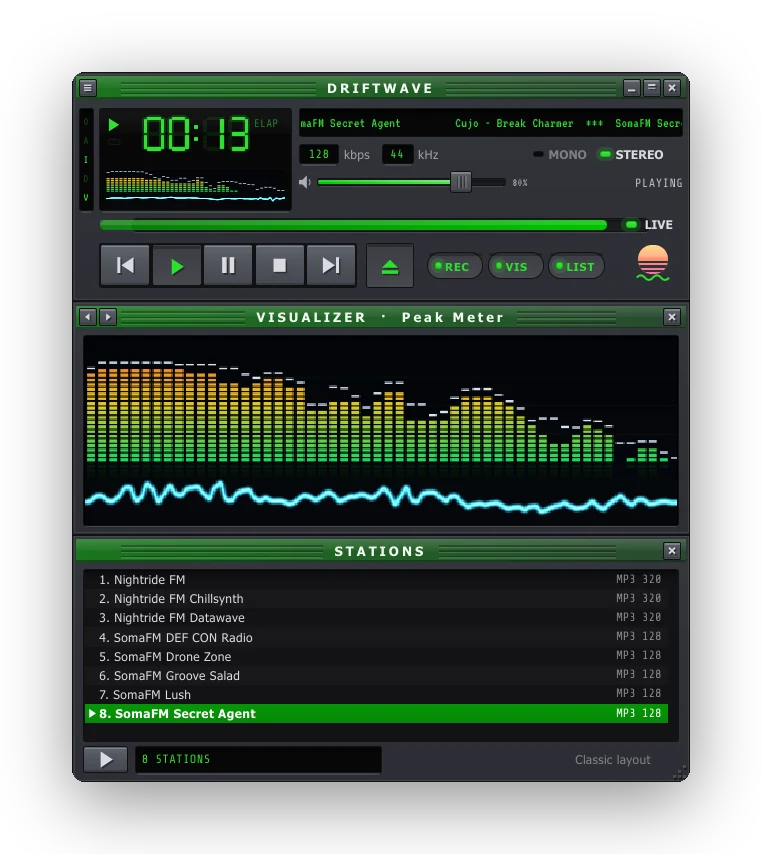 DRIFTWAVE
O
A
I
D
V
00:13 ELAP
maFM Secret Agent Cujo - Break Charmer *** SomaFM Secr
128 kbps 44 kHz MONO STEREO
80% PLAYING
LIVE
REC VIS LIST
VISUALIZER · Peak Meter
STATIONS
1. Nightride FM MP3 320
2. Nightride FM Chillsynth MP3 320
3. Nightride FM Datawave MP3 320
4. SomaFM DEF CON Radio MP3 128
5. SomaFM Drone Zone MP3 128
6. SomaFM Groove Salad MP3 128
7. SomaFM Lush MP3 128
8. SomaFM Secret Agent MP3 128
8 STATIONS Classic layout